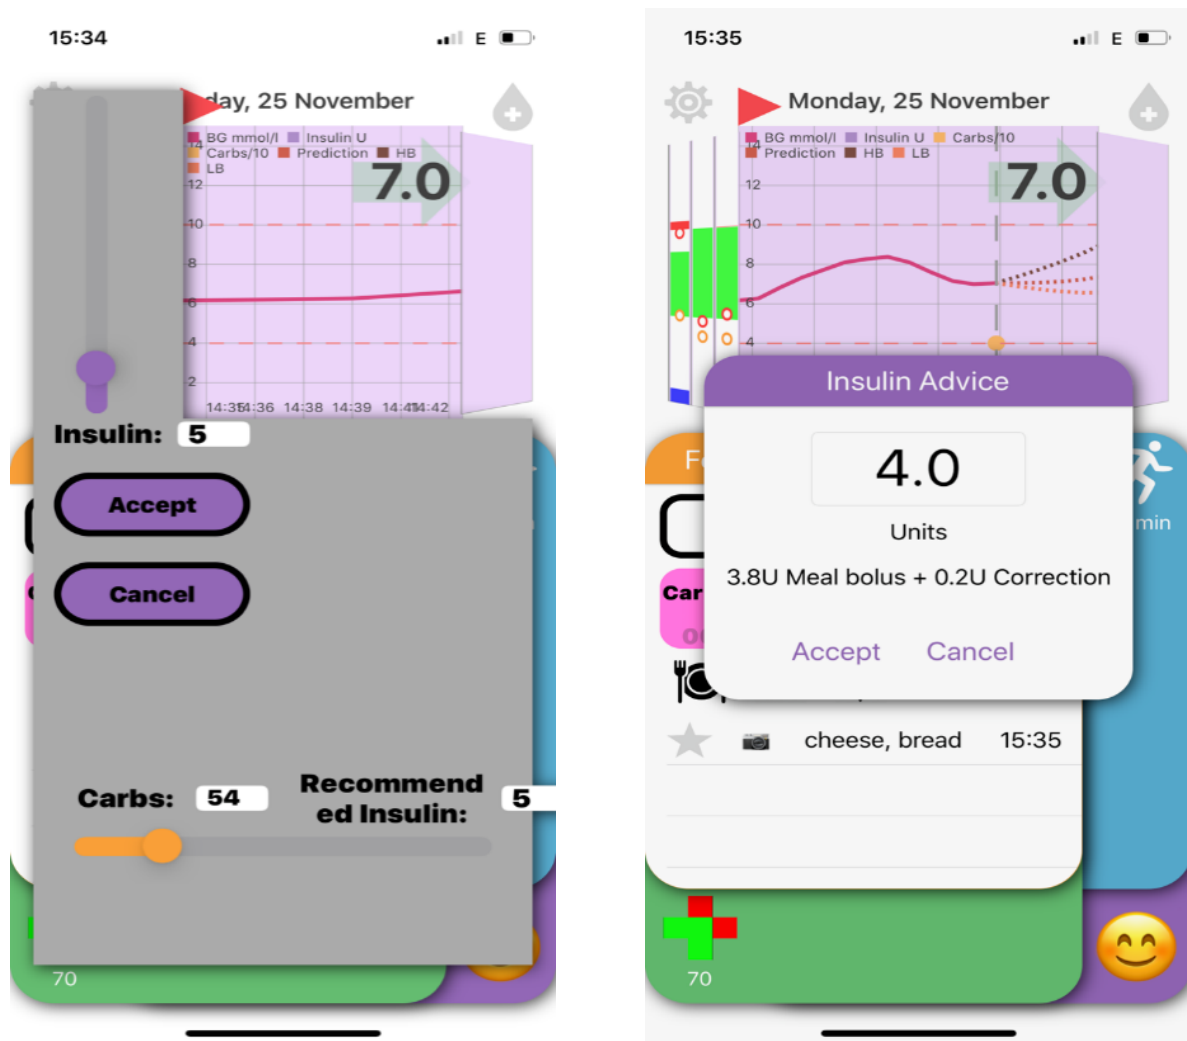 15:34
E
day, 25 November
BG mmol/l Insulin U
Carbs/10 Prediction HB
LB
7.0
14
12
10
8
6
4
2
14:36 14:38 14:39 14:42
Insulin: 5
Accept
Cancel
Carbs: 54
Recommend
ed Insulin: 5
70
15:35
E
Monday, 25 November
BG mmol/l Insulin U Carbs/10
Prediction HB LB
7.0
14
12
10
8
6
4
Insulin Advice
4.0
Units
3.8U Meal bolus + 0.2U Correction
Accept Cancel
min
Car
cheese, bread 15:35
70